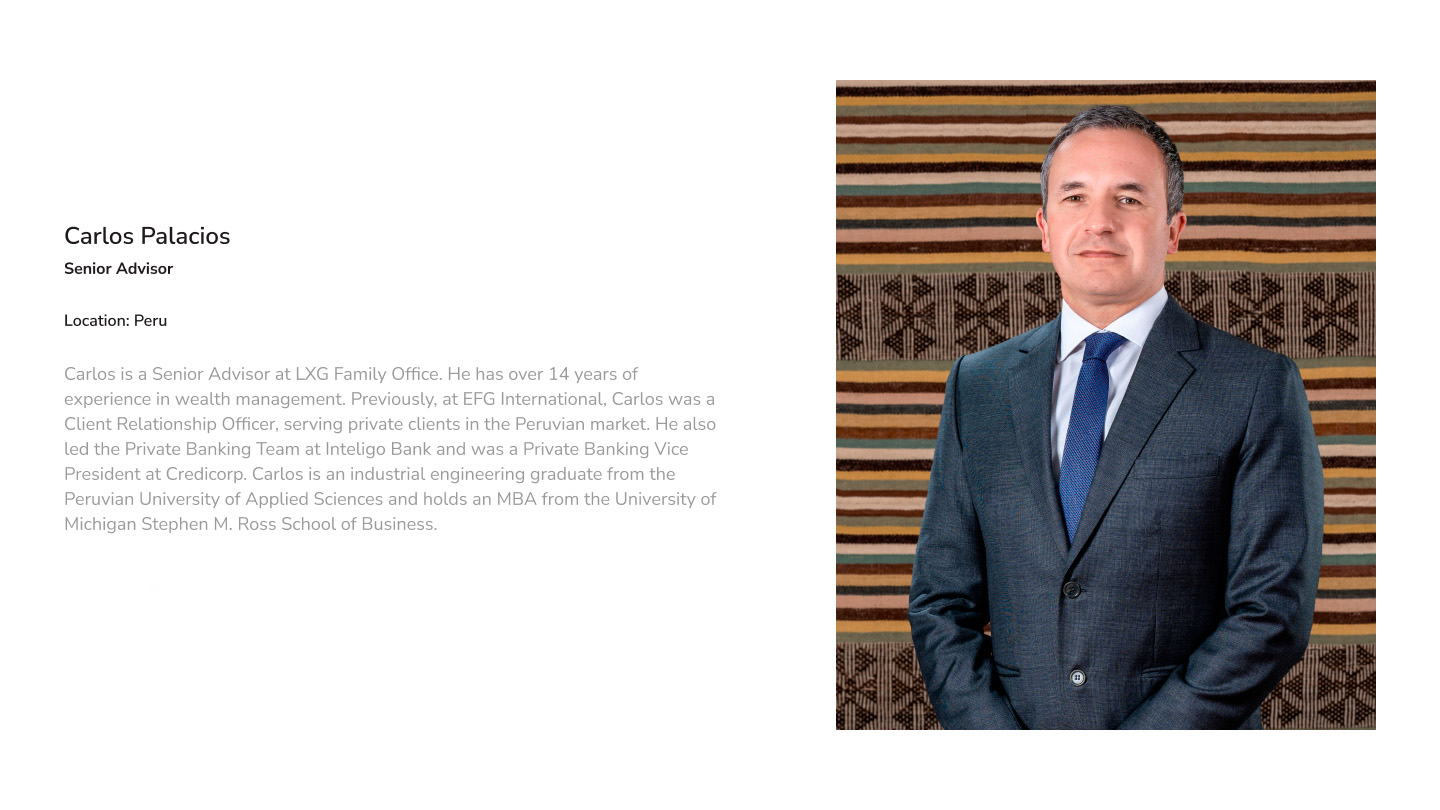 Carlos Palacios
Senior Advisor
Location: Peru
Carlos is a Senior Advisor at LXG Family Office. He has over 14 years of
experience in wealth management. Previously, at EFG International, Carlos was a
Client Relationship Officer, serving private clients in the Peruvian market. He also
led the Private Banking Team at Inteligo Bank and was a Private Banking Vice
President at Credicorp. Carlos is an industrial engineering graduate from the
Peruvian University of Applied Sciences and holds an MBA from the University of
Michigan Stephen M. Ross School of Business.